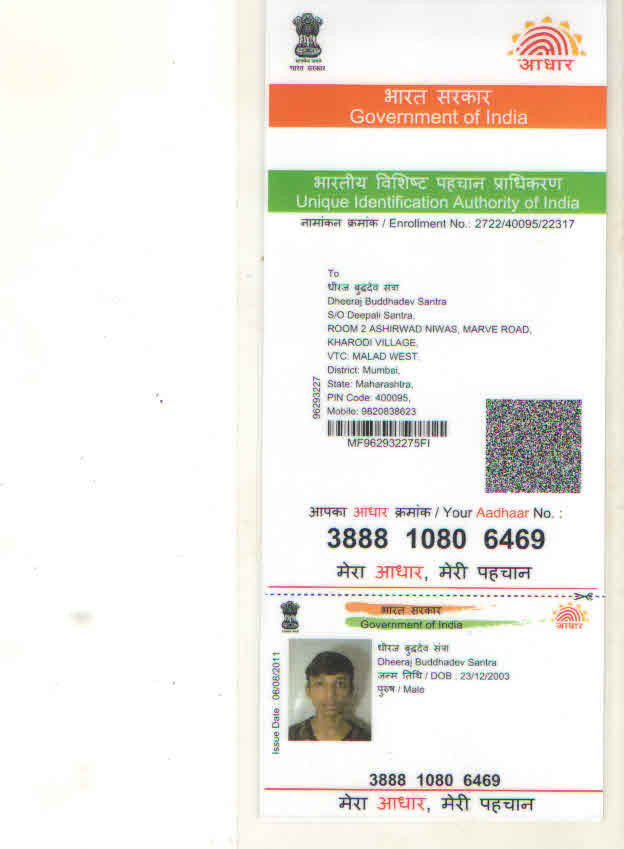 भारत सरकार
आधार
भारत सरकार
Government of India
भारतीय विशिष्ट पहचान प्राधिकरण
Unique Identification Authority of India
नामांकन क्रमांक / Enrollment No.: 2722/40095/22317
To
धीरज बुद्धदेव संत्रा
Dheeraj Buddhadev Santra
S/O Deepali Santra,
ROOM 2 ASHIRWAD NIWAS, MARVE ROAD,
KHARODI VILLAGE,
VTC: MALAD WEST,
District: Mumbai,
State: Maharashtra,
PIN Code: 400095,
Mobile: 9820838623
96293227
MF962932275FI
आपका आधार क्रमांक / Your Aadhaar No. :
3888 1080 6469
मेरा आधार, मेरी पहचान
भारत सरकार
Government of India
आधार
धीरज बुद्धदेव संत्रा
Dheeraj Buddhadev Santra
जन्म तिथि / DOB : 23/12/2003
पुरुष / Male
Issue Date : 06/08/2011
3888 1080 6469
मेरा आधार, मेरी पहचान